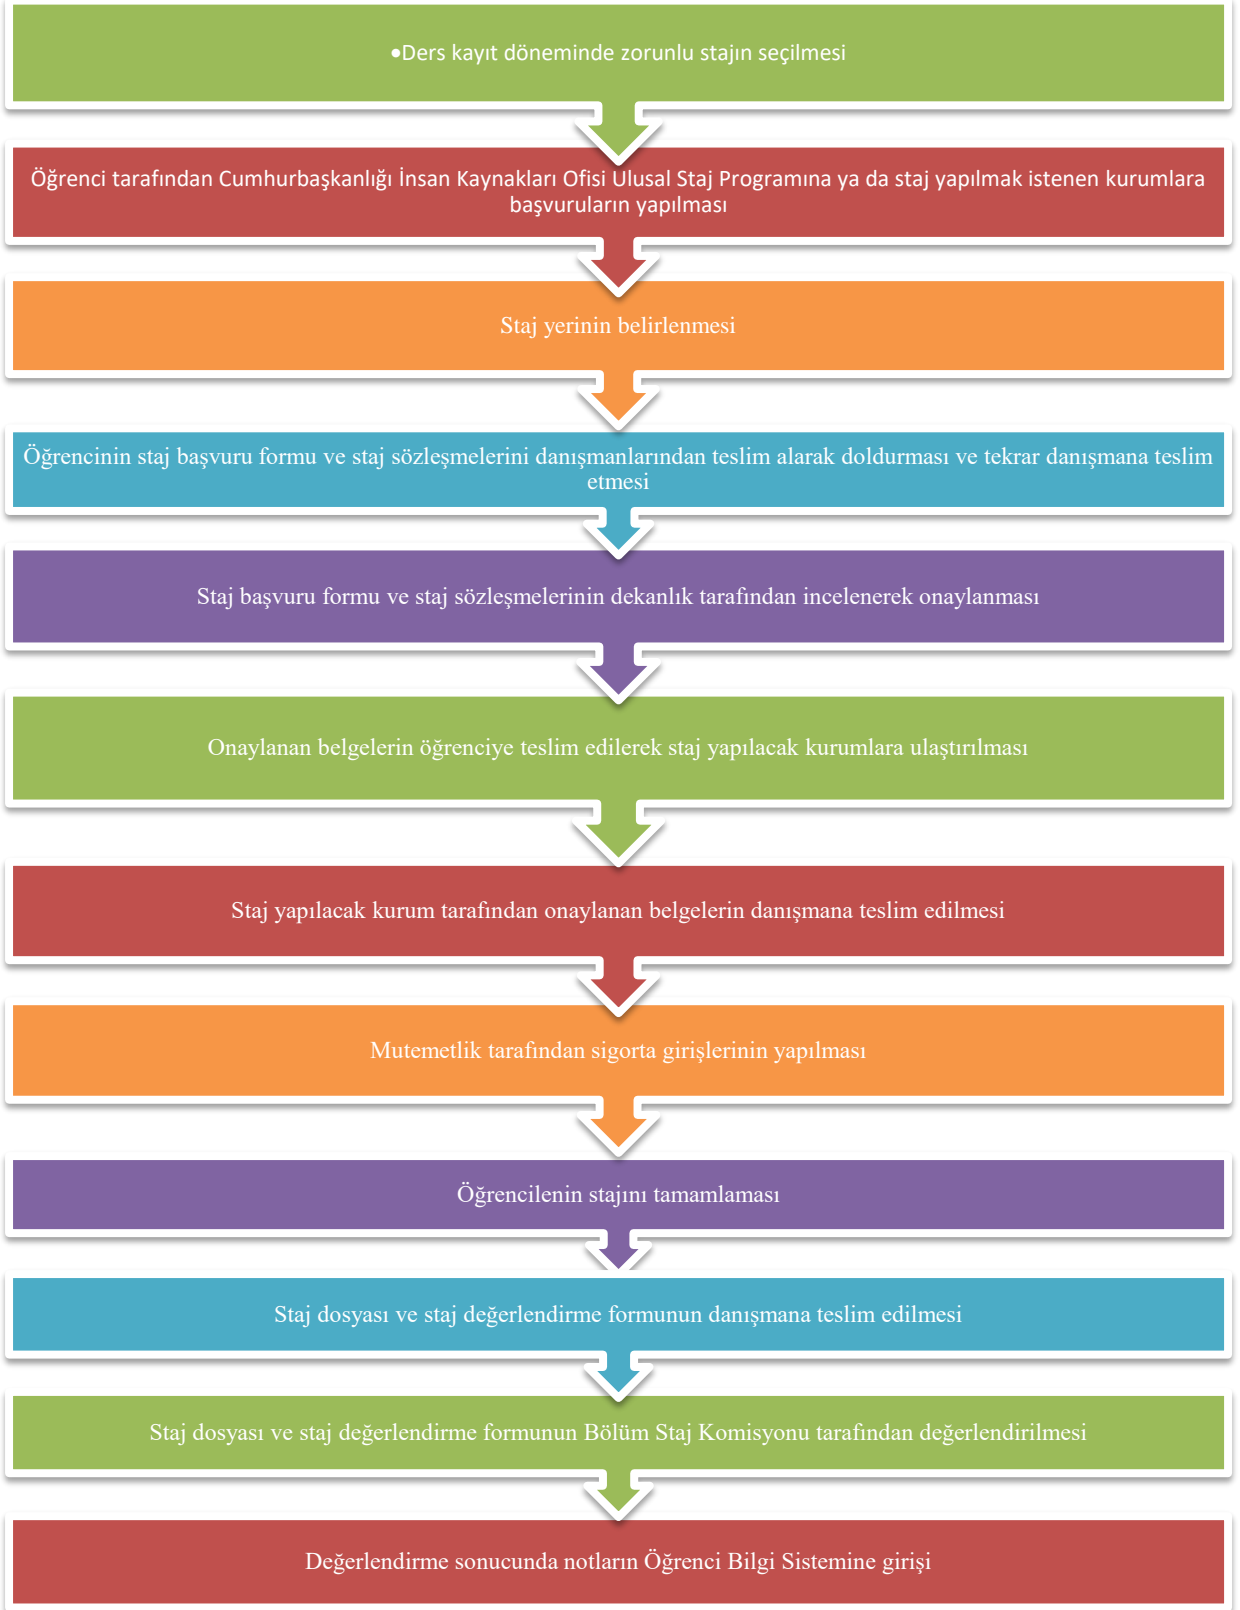 •Ders kayıt döneminde zorunlu stajın seçilmesi
Öğrenci tarafından Cumhurbaşkanlığı İnsan Kaynakları Ofisi Ulusal Staj Programına ya da staj yapılmak istenen kurumlara
başvuruların yapılması
Staj yerinin belirlenmesi
Öğrencinin staj başvuru formu ve staj sözleşmelerini danışmanlarından teslim alarak doldurması ve tekrar danışmana teslim
etmesi
Staj başvuru formu ve staj sözleşmelerinin dekanlık tarafından incelenerek onaylanması
Onaylanan belgelerin öğrenciye teslim edilerek staj yapılacak kurumlara ulaştırılması
Staj yapılacak kurum tarafından onaylanan belgelerin danışmana teslim edilmesi
Mutemetlik tarafından sigorta girişlerinin yapılması
Öğrencilenin stajını tamamlaması
Staj dosyası ve staj değerlendirme formunun danışmana teslim edilmesi
Staj dosyası ve staj değerlendirme formunun Bölüm Staj Komisyonu tarafından değerlendirilmesi
Değerlendirme sonucunda notların Öğrenci Bilgi Sistemine girişi